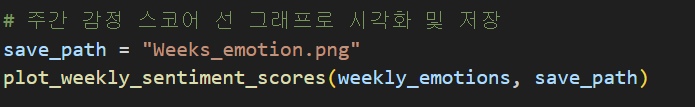 # 주간 감정 스코어 선 그래프로 시각화 및 저장
save_path = "Weeks_emotion.png"
plot_weekly_sentiment_scores(weekly_emotions, save_path)